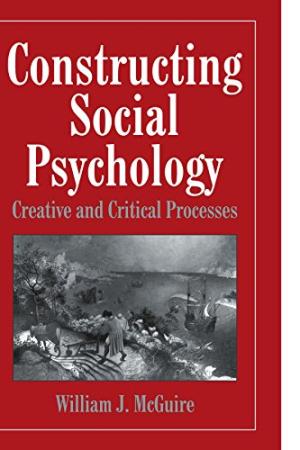 Constructing
Social
Psychology
Creative and Critical Processes
William J. McGuire